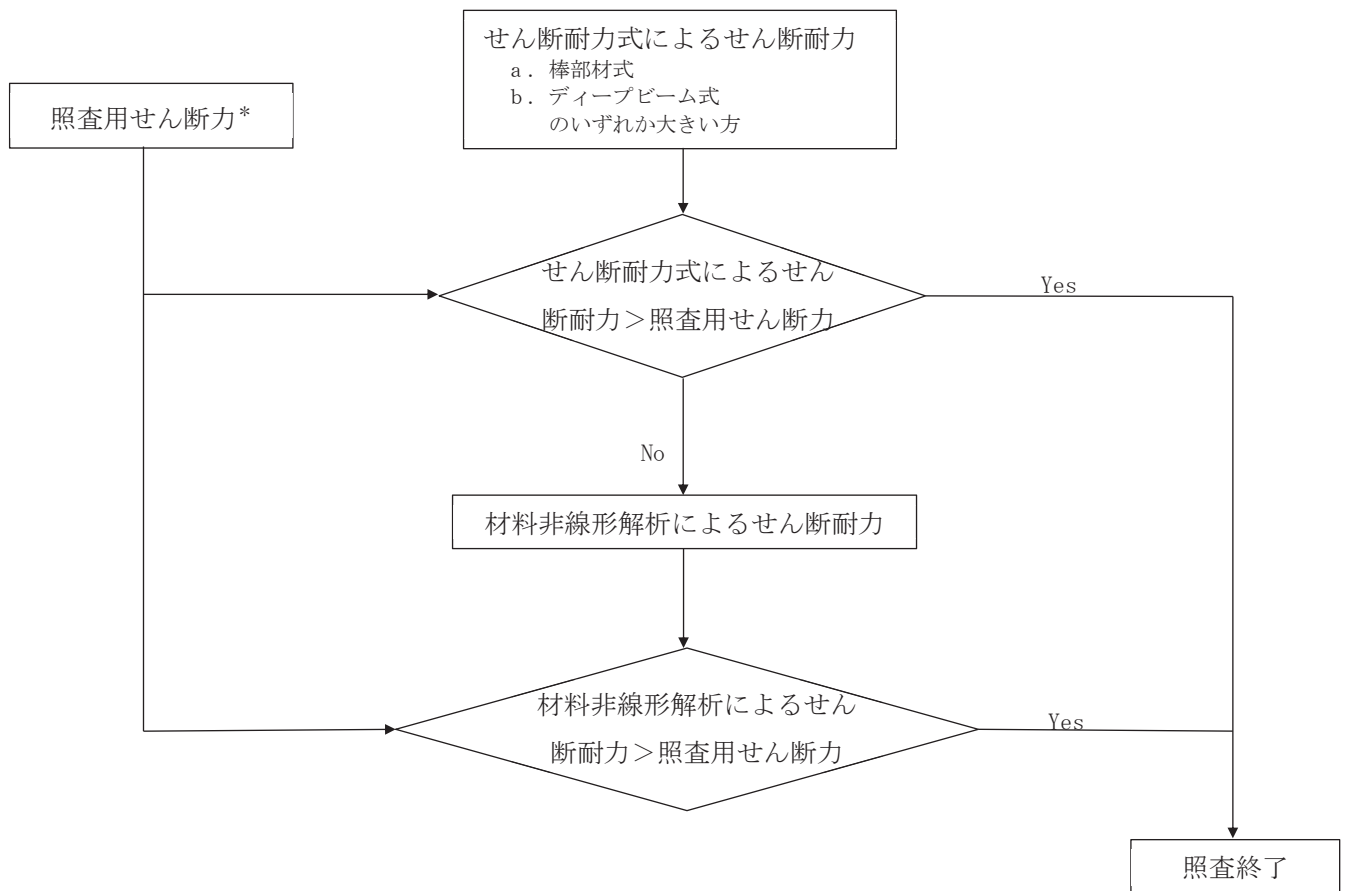 せん断耐力式によるせん断耐力
a. 棒部材式
b. ディープビーム式
のいずれか大きい方
照査用せん断力*
せん断耐力式によるせん
断耐力>照査用せん断力
Yes
No
材料非線形解析によるせん断耐力
材料非線形解析によるせん
断耐力>照査用せん断力
Yes
照査終了